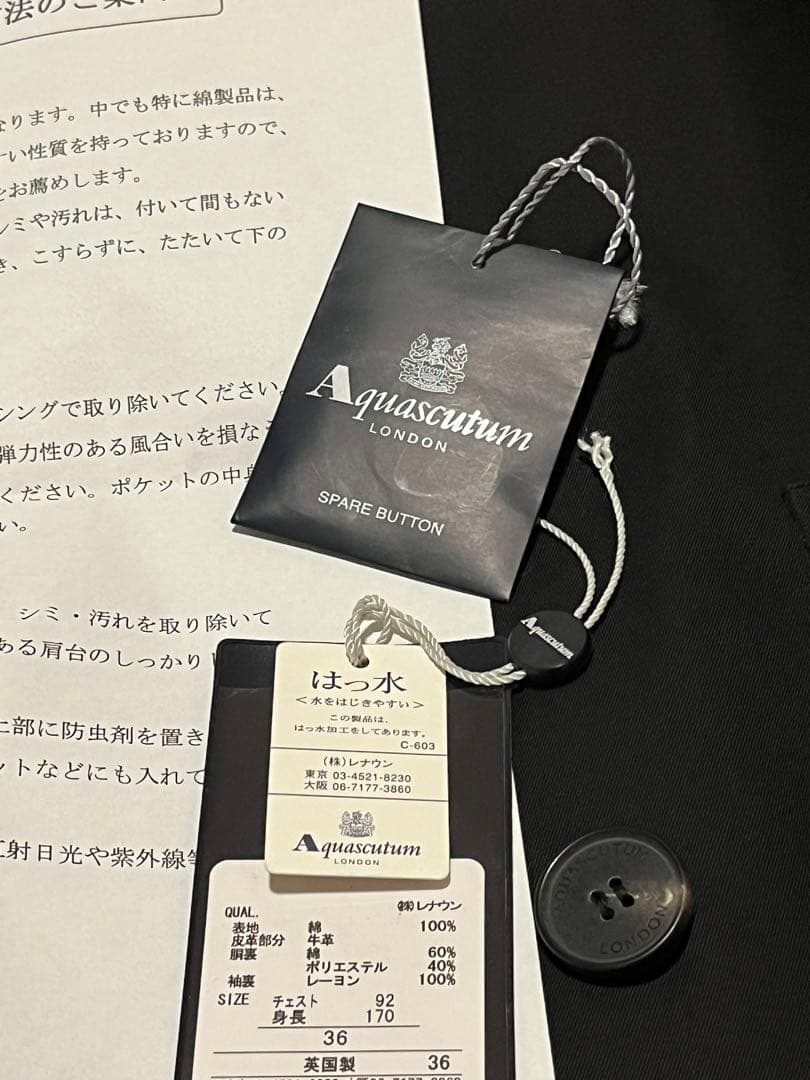 法のご案内
なります。中でも特に綿製品は、
い性質を持っておりますので、
をお薦めします。
シミや汚れは、付いて間もない
き、こすらずに、たたいて下の
シングで取り除いてください。
弾力性のある風合いを損な
ください。ポケットの中
い。
シミ・汚れを取り除いて
ある肩台のしっかり
上部に防虫剤を置き
ットなどにも入れて
射日光や紫外線等
Aquascutum
LONDON
SPARE BUTTON
Aquascutum
はっ水
<水をはじきやすい>
この製品は、
はっ水加工をしてあります。
C-603
(株)レナウン
東京 03-4521-8230
大阪 06-7177-3860
Aquascutum
LONDON
QUAL. ㈱レナウン
表地 綿 100%
皮革部分 牛革
胴裏 綿 60%
ポリエステル 40%
袖裏 レーヨン 100%
SIZE チェスト 92
身長 170
36
英国製 36
AQUASCUTUM
LONDON